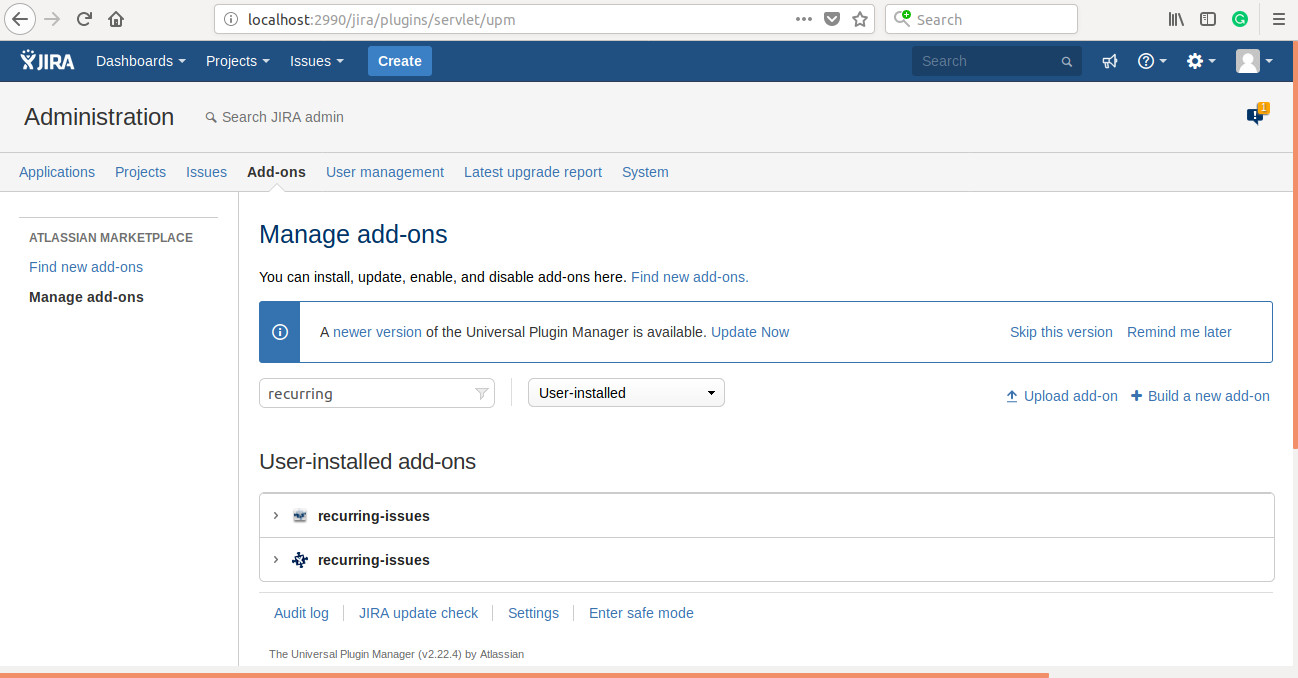 localhost:2990/jira/plugins/servlet/upm
Search
JIRA Dashboards Projects Issues Create Search
Administration Search JIRA admin 1
Applications Projects Issues Add-ons User management Latest upgrade report System
ATLASSIAN MARKETPLACE
Find new add-ons
Manage add-ons
Manage add-ons
You can install, update, enable, and disable add-ons here. Find new add-ons.
A newer version of the Universal Plugin Manager is available. Update Now Skip this version Remind me later
recurring User-installed Upload add-on Build a new add-on
User-installed add-ons
recurring-issues
recurring-issues
Audit log JIRA update check Settings Enter safe mode
The Universal Plugin Manager (v2.22.4) by Atlassian